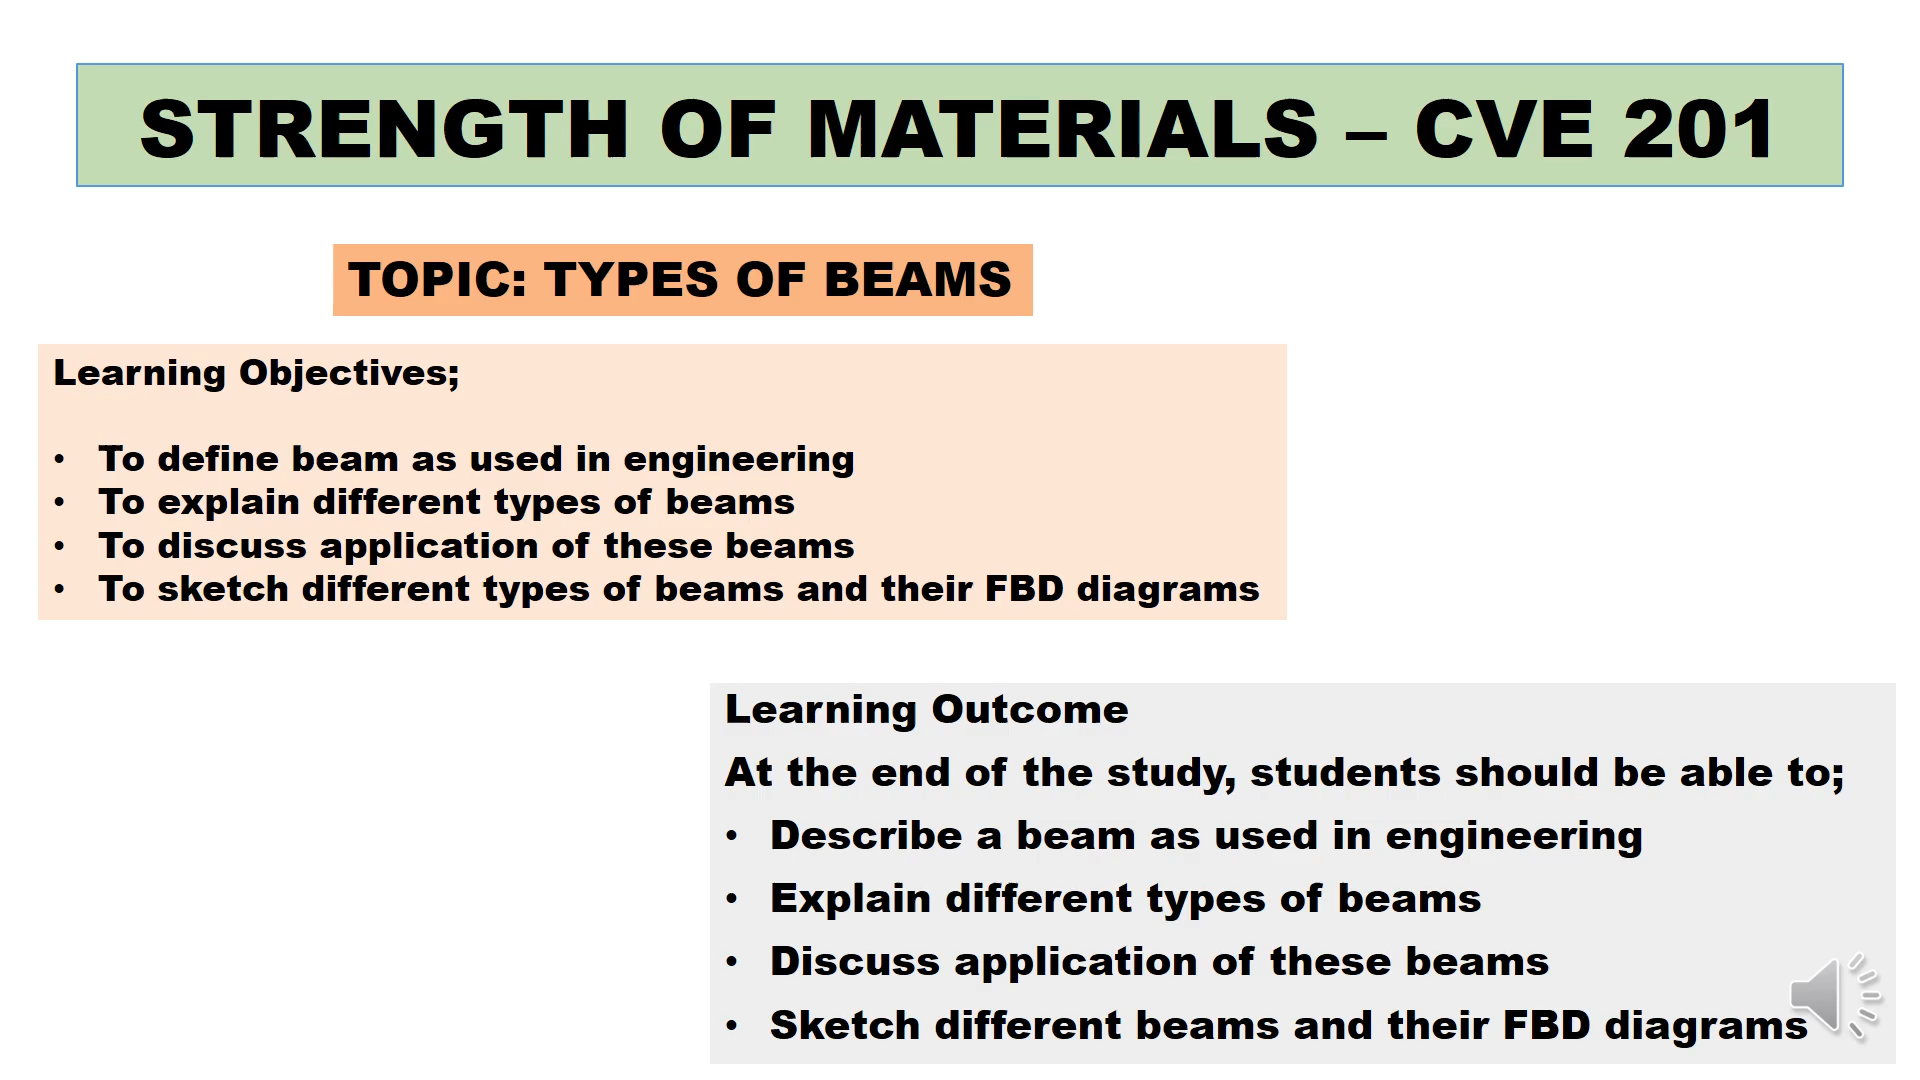 STRENGTH OF MATERIALS – CVE 201
TOPIC: TYPES OF BEAMS
Learning Objectives;
• To define beam as used in engineering
• To explain different types of beams
• To discuss application of these beams
• To sketch different types of beams and their FBD diagrams
Learning Outcome
At the end of the study, students should be able to;
• Describe a beam as used in engineering
• Explain different types of beams
• Discuss application of these beams
• Sketch different beams and their FBD diagrams